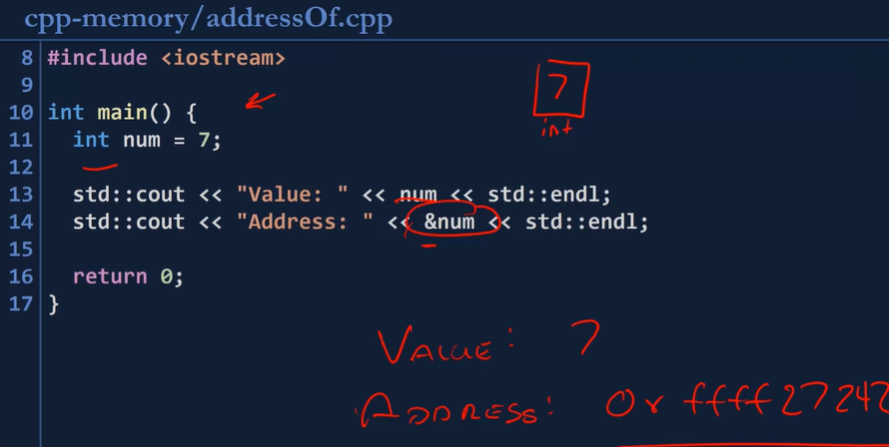 cpp-memory/addressOf.cpp
8 #include <iostream>
9
10 int main() {
11   int num = 7;
12
13   std::cout << "Value: " << num << std::endl;
14   std::cout << "Address: " << &num << std::endl;
15
16   return 0;
17 }
7
int
VALUE: 7
ADDRESS: 0xffff27242